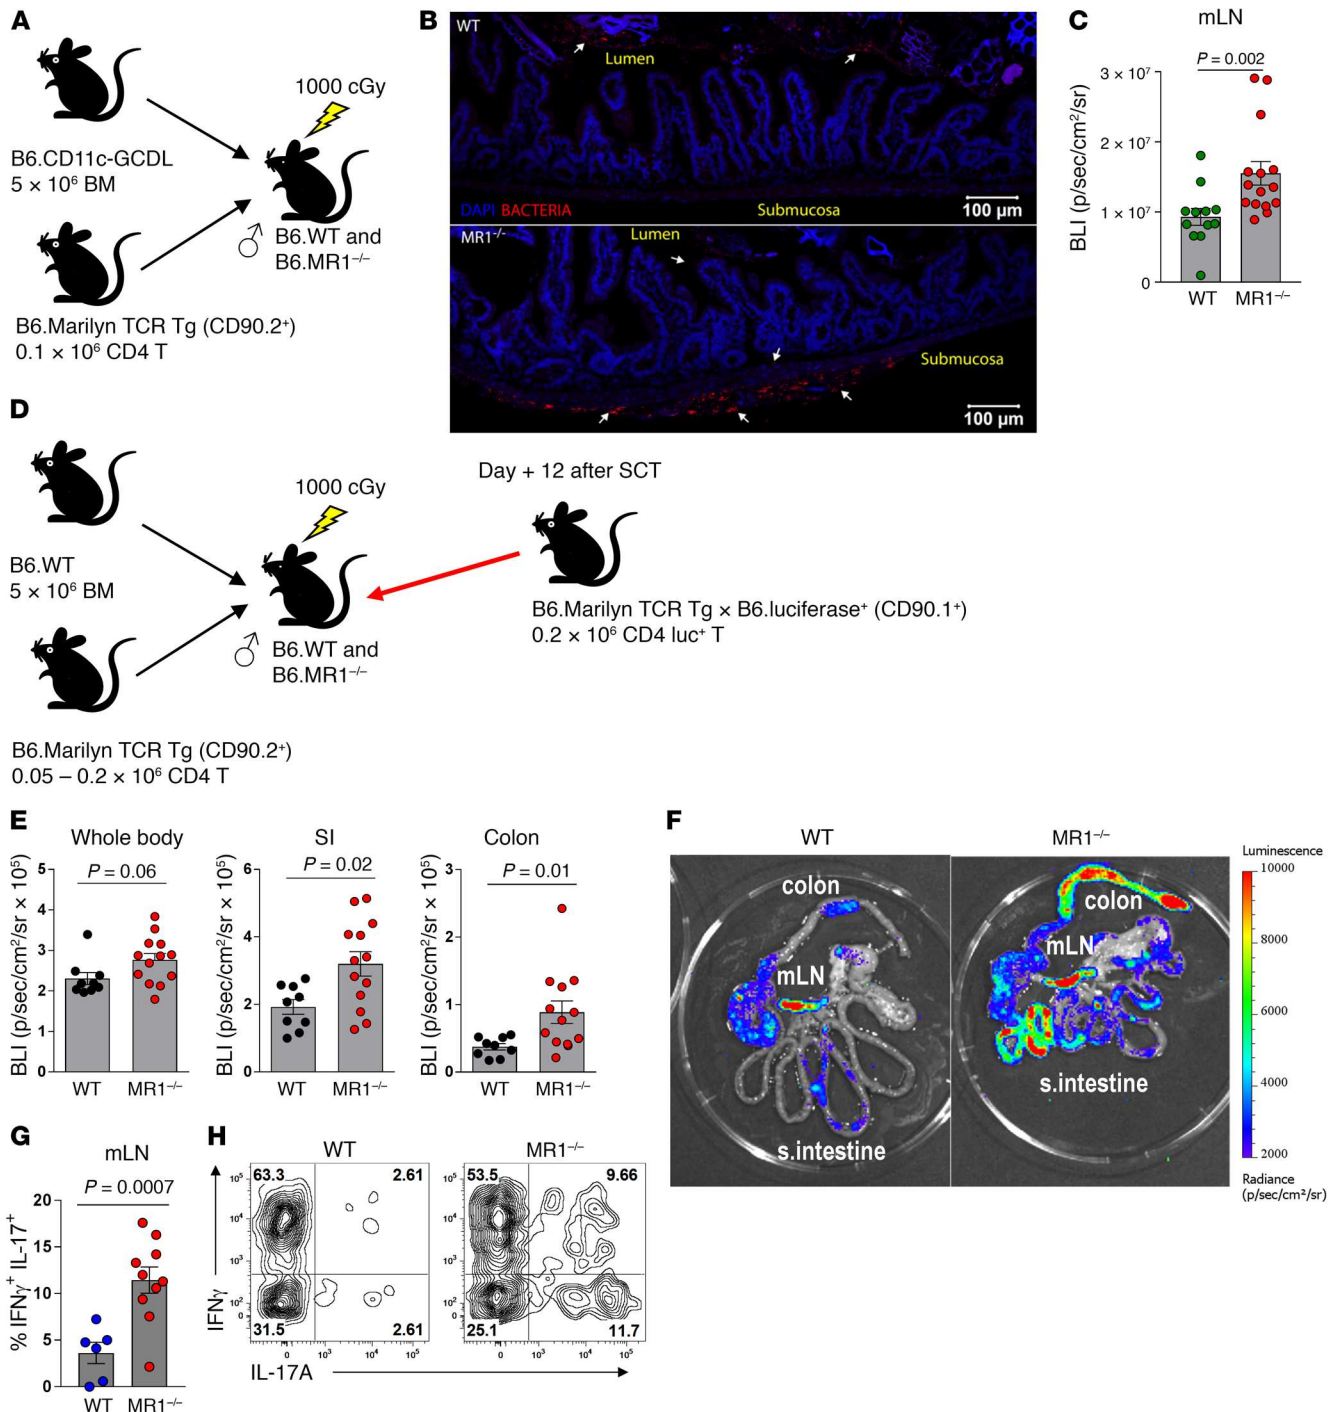 A
1000 cGy
B6.CD11c-GCDL
5 × 10⁶ BM
♂ B6.WT and
B6.MR1⁻/⁻
B6.Marilyn TCR Tg (CD90.2⁺)
0.1 × 10⁶ CD4 T
B
WT
Lumen
DAPI BACTERIA
Submucosa
100 µm
MR1⁻/⁻
Lumen
Submucosa
100 µm
C
mLN
P = 0.002
BLI (p/sec/cm²/sr)
3 × 10⁷
2 × 10⁷
1 × 10⁷
0
WT MR1⁻/⁻
D
1000 cGy
Day + 12 after SCT
B6.WT
5 × 10⁶ BM
♂ B6.WT and
B6.MR1⁻/⁻
B6.Marilyn TCR Tg × B6.luciferase⁺ (CD90.1⁺)
0.2 × 10⁶ CD4 luc⁺ T
B6.Marilyn TCR Tg (CD90.2⁺)
0.05 – 0.2 × 10⁶ CD4 T
E
Whole body
P = 0.06
BLI (p/sec/cm²/sr × 10⁵)
5
4
3
2
1
0
WT MR1⁻/⁻
SI
P = 0.02
BLI (p/sec/cm²/sr × 10⁵)
6
4
2
0
WT MR1⁻/⁻
Colon
P = 0.01
BLI (p/sec/cm²/sr × 10⁵)
3
2
1
0
WT MR1⁻/⁻
F
WT
colon
mLN
s.intestine
MR1⁻/⁻
colon
mLN
s.intestine
Luminescence
10000
8000
6000
4000
2000
Radiance
(p/sec/cm²/sr)
G
mLN
P = 0.0007
% IFNγ⁺ IL-17⁺
20
15
10
5
0
WT MR1⁻/⁻
H
WT
63.3 2.61
31.5 2.61
10⁵
10⁴
10³
10²
0
0 10³ 10⁴ 10⁵
MR1⁻/⁻
53.5 9.66
25.1 11.7
10⁵
10⁴
10³
10²
0
0 10³ 10⁴ 10⁵
IFNγ
IL-17A